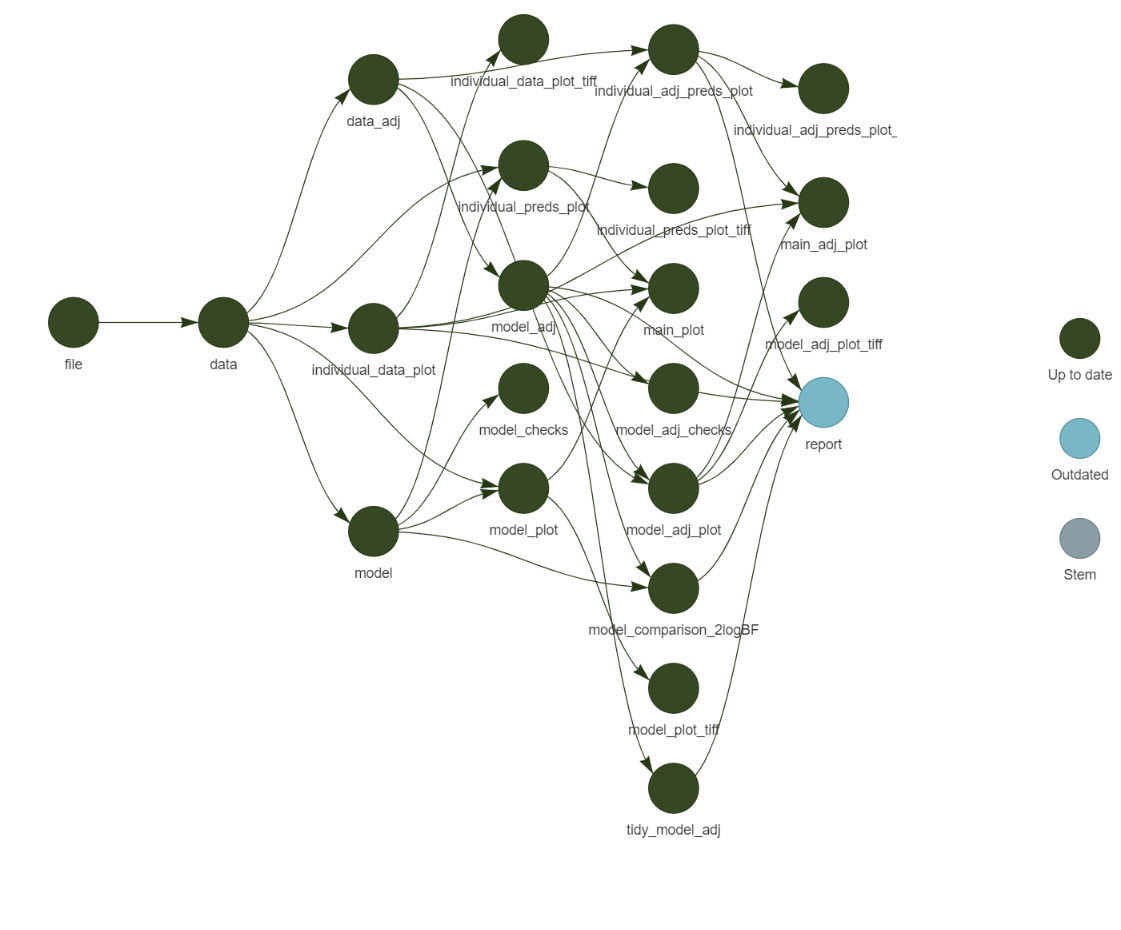 individual_data_plot_tiff
individual_adj_preds_plot
data_adj
individual_adj_preds_plot_
individual_preds_plot
individual_preds_plot_tiff
main_adj_plot
model_adj
main_plot
model_adj_plot_tiff
file
data
individual_data_plot
Up to date
model_checks
model_adj_checks
report
Outdated
model_plot
model_adj_plot
model
Stem
model_comparison_2logBF
model_plot_tiff
tidy_model_adj